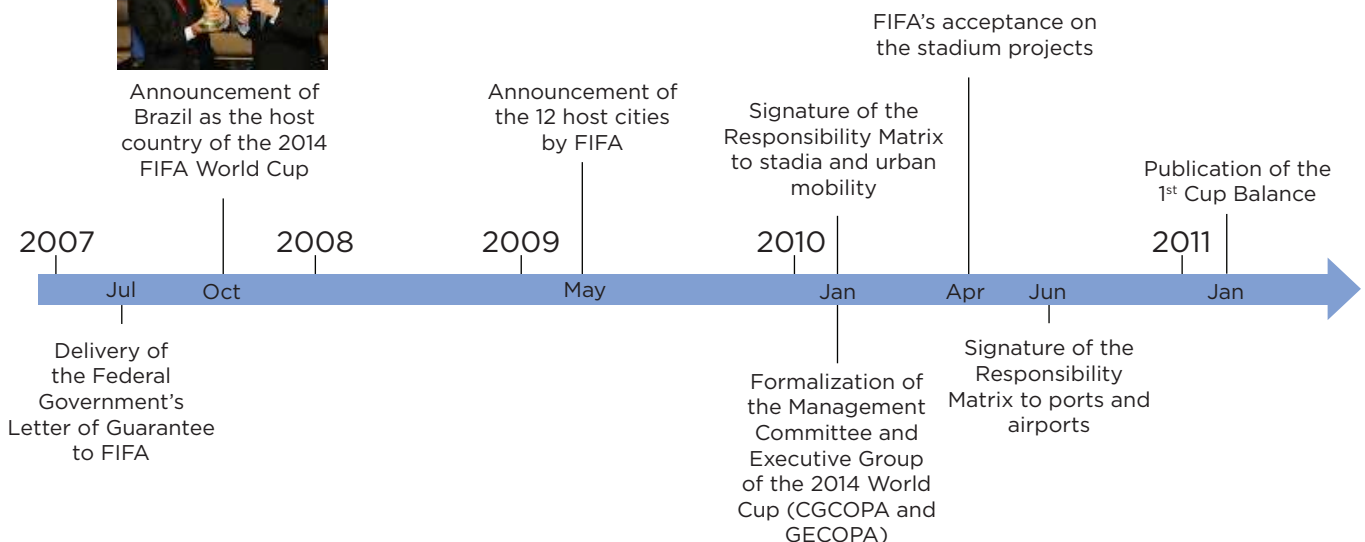 FIFA's acceptance on
the stadium projects
Announcement of
Brazil as the host
country of the 2014
FIFA World Cup
Announcement of
the 12 host cities
by FIFA
Signature of the
Responsibility Matrix
to stadia and urban
mobility
Publication of the
1st Cup Balance
2007
2008
2009
2010
2011
Jul
Oct
May
Jan
Apr
Jun
Jan
Delivery of
the Federal
Government's
Letter of Guarantee
to FIFA
Formalization of
the Management
Committee and
Executive Group
of the 2014 World
Cup (CGCOPA and
GECOPA)
Signature of the
Responsibility
Matrix to ports and
airports